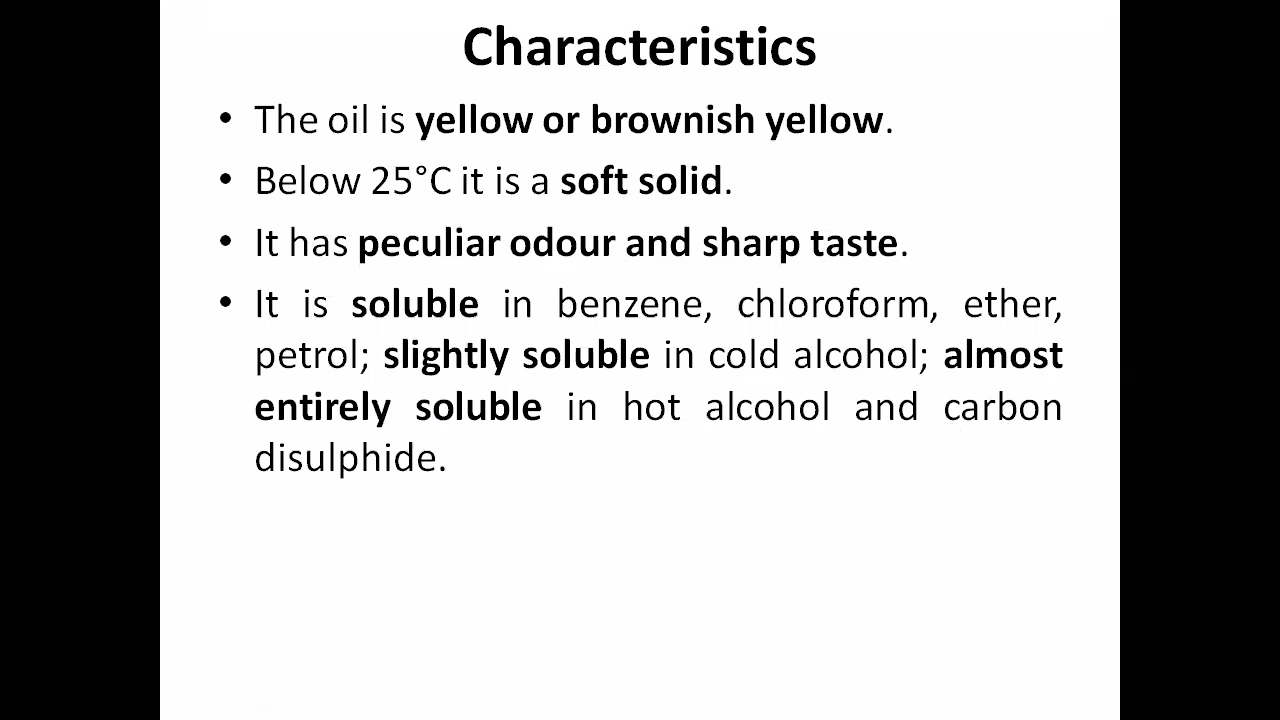 Characteristics
• The oil is yellow or brownish yellow.
• Below 25°C it is a soft solid.
• It has peculiar odour and sharp taste.
• It is soluble in benzene, chloroform, ether,
petrol; slightly soluble in cold alcohol; almost
entirely soluble in hot alcohol and carbon
disulphide.